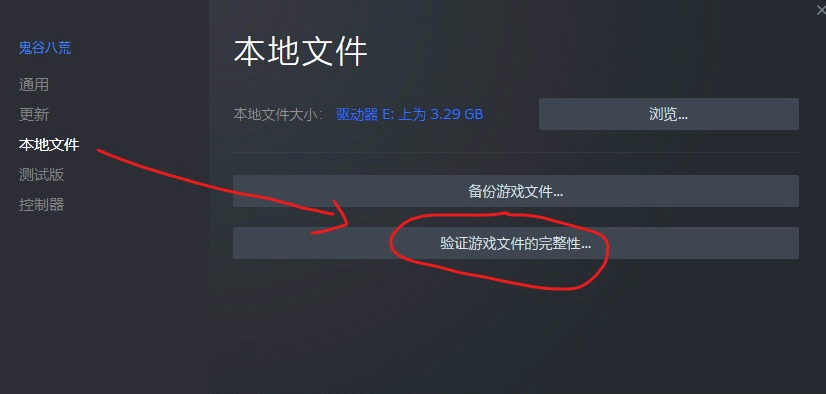 鬼谷八荒
通用
更新
本地文件
测试版
控制器
本地文件
本地文件大小: 驱动器 E: 上为 3.29 GB
浏览...
备份游戏文件...
验证游戏文件的完整性...